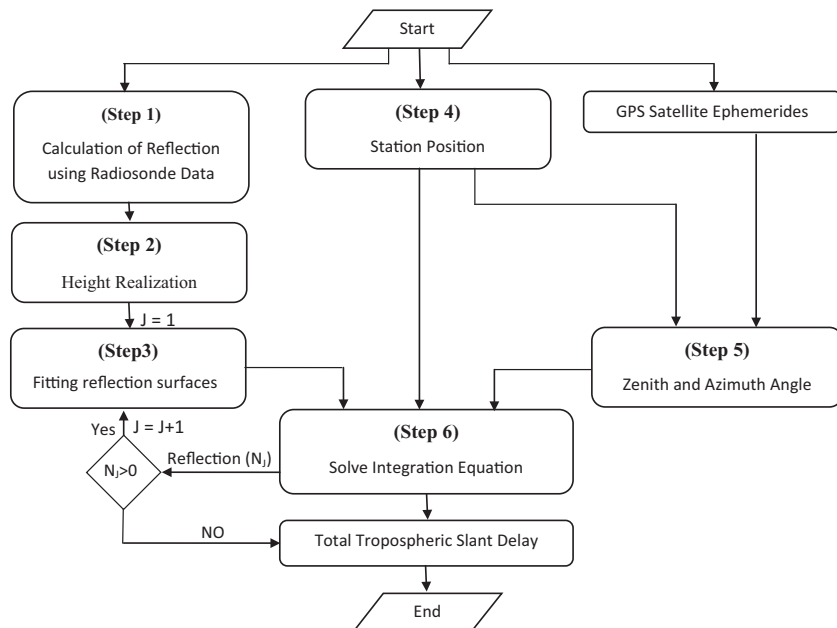 Start
(Step 1)
Calculation of Reflection
using Radiosonde Data
(Step 4)
Station Position
GPS Satellite Ephemerides
(Step 2)
Height Realization
J = 1
(Step3)
Fitting reflection surfaces
(Step 5)
Zenith and Azimuth Angle
Yes
J = J+1
(Step 6)
Solve Integration Equation
Reflection (NJ)
NJ>0
NO
Total Tropospheric Slant Delay
End